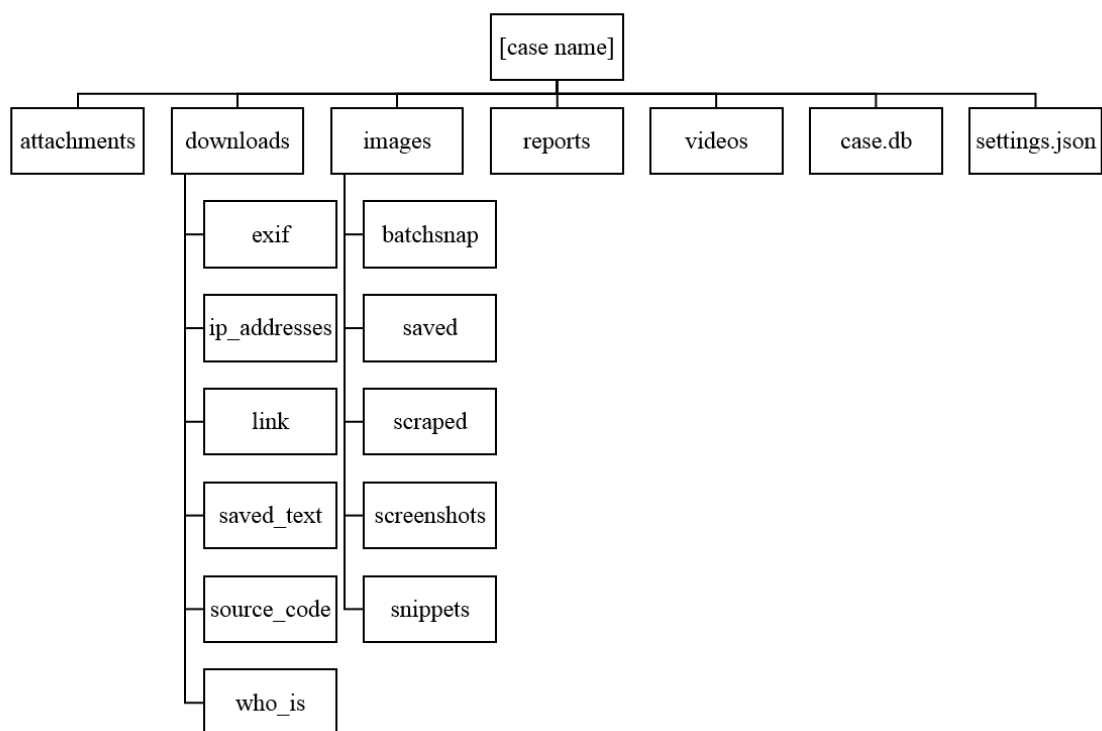 [case name]
attachments
downloads
images
reports
videos
case.db
settings.json
exif
batchsnap
ip_addresses
saved
link
scraped
saved_text
screenshots
source_code
snippets
who_is